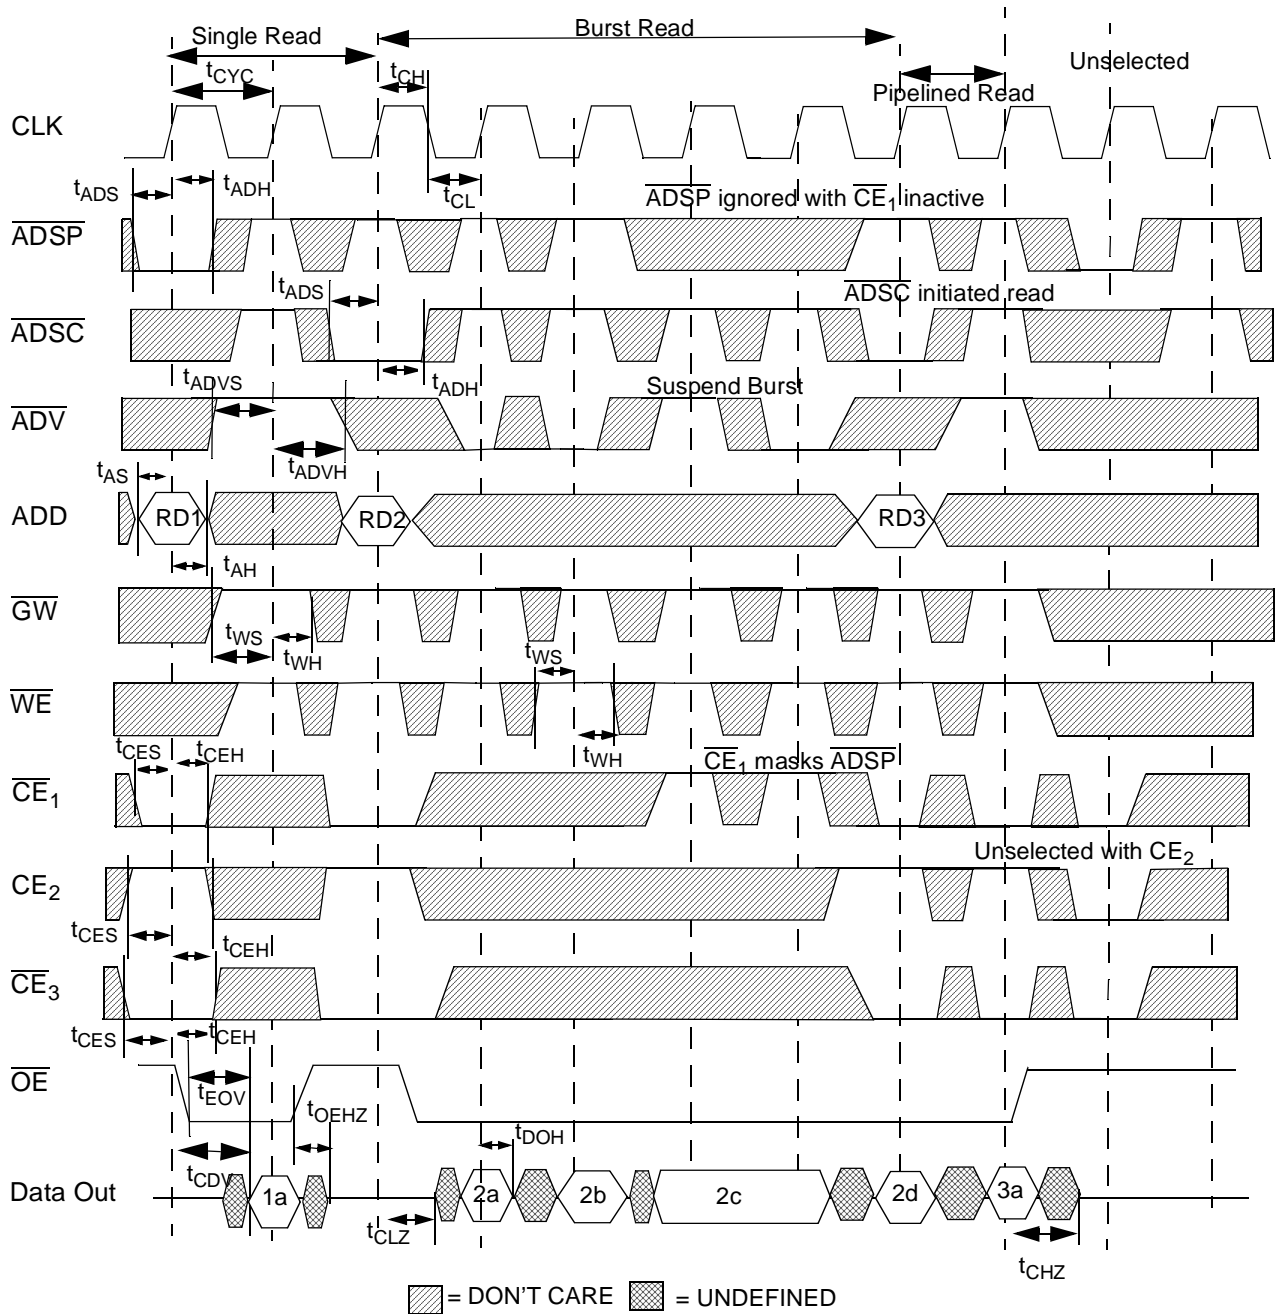 Single Read
Burst Read
Unselected
tCYC
tCH
Pipelined Read
CLK
tADS
tADH
tCL
ADSP ignored with CE1 inactive
ADSP
tADS
ADSC initiated read
ADSC
tADVS
tADH
Suspend Burst
ADV
tADVH
tAS
ADD
RD1
RD2
RD3
tAH
GW
tWS
tWH
tWS
WE
tWH
tCES
tCEH
CE1 masks ADSP
CE1
Unselected with CE2
CE2
tCES
tCEH
CE3
tCES
tCEH
OE
tEOV
tOEHZ
tDOH
tCDV
Data Out
1a
2a
2b
2c
2d
3a
tCLZ
tCHZ
= DON'T CARE
= UNDEFINED